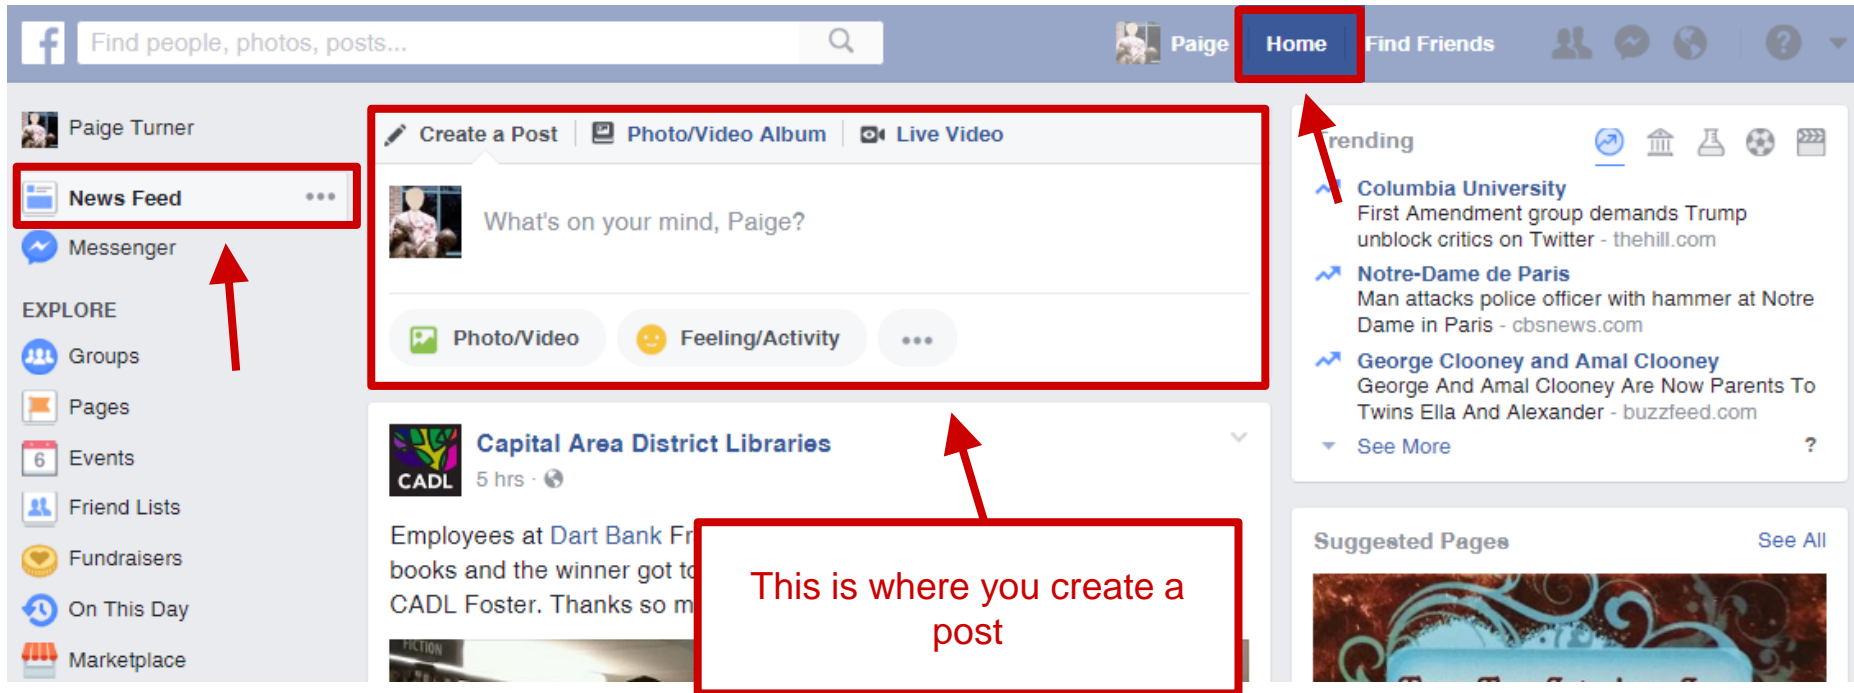 f
Find people, photos, posts...
Paige
Home
Find Friends
?
Paige Turner
News Feed
Messenger
EXPLORE
Groups
Pages
6
Events
Friend Lists
Fundraisers
On This Day
Marketplace
Create a Post
Photo/Video Album
Live Video
What's on your mind, Paige?
Photo/Video
Feeling/Activity
Capital Area District Libraries
CADL
5 hrs ·
Employees at Dart Bank Fr
books and the winner got to
CADL Foster. Thanks so m
FICTION
This is where you create a
post
rending
Columbia University
First Amendment group demands Trump
unblock critics on Twitter - thehill.com
Notre-Dame de Paris
Man attacks police officer with hammer at Notre
Dame in Paris - cbsnews.com
George Clooney and Amal Clooney
George And Amal Clooney Are Now Parents To
Twins Ella And Alexander - buzzfeed.com
See More
?
Suggested Pages
See All